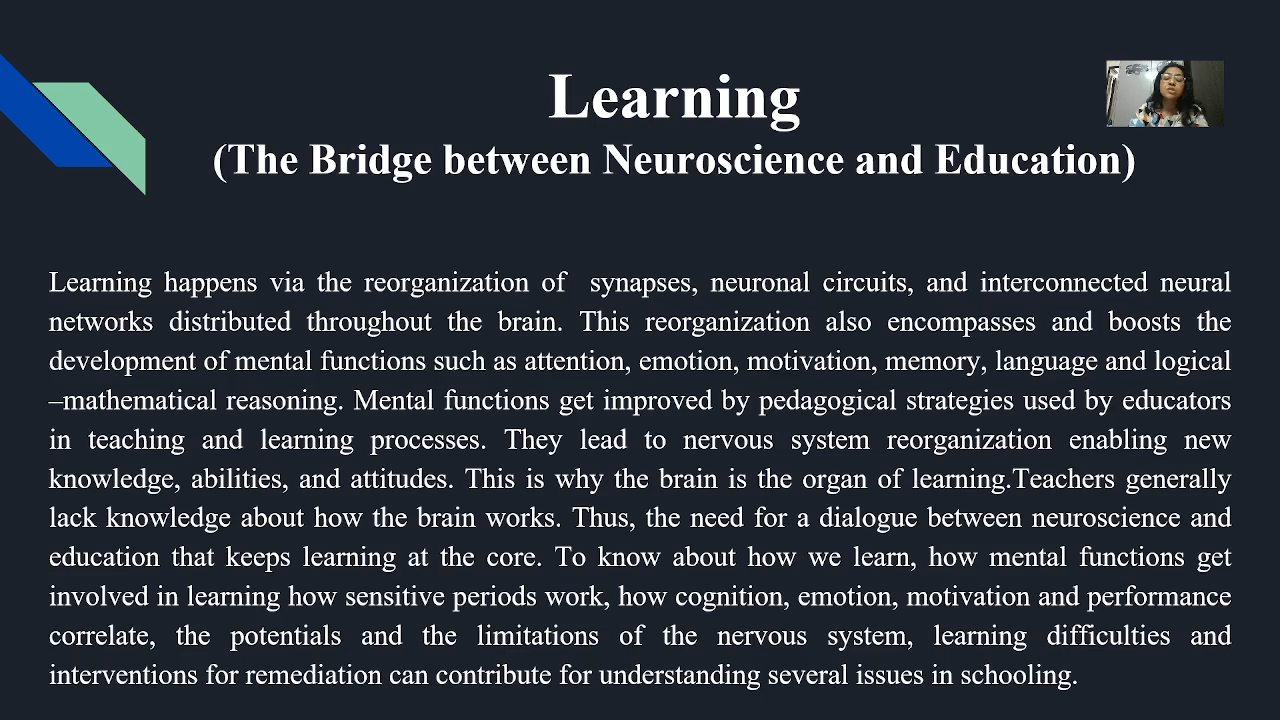 Learning
(The Bridge between Neuroscience and Education)
Learning happens via the reorganization of synapses, neuronal circuits, and interconnected neural
networks distributed throughout the brain. This reorganization also encompasses and boosts the
development of mental functions such as attention, emotion, motivation, memory, language and logical
–mathematical reasoning. Mental functions get improved by pedagogical strategies used by educators
in teaching and learning processes. They lead to nervous system reorganization enabling new
knowledge, abilities, and attitudes. This is why the brain is the organ of learning.Teachers generally
lack knowledge about how the brain works. Thus, the need for a dialogue between neuroscience and
education that keeps learning at the core. To know about how we learn, how mental functions get
involved in learning how sensitive periods work, how cognition, emotion, motivation and performance
correlate, the potentials and the limitations of the nervous system, learning difficulties and
interventions for remediation can contribute for understanding several issues in schooling.